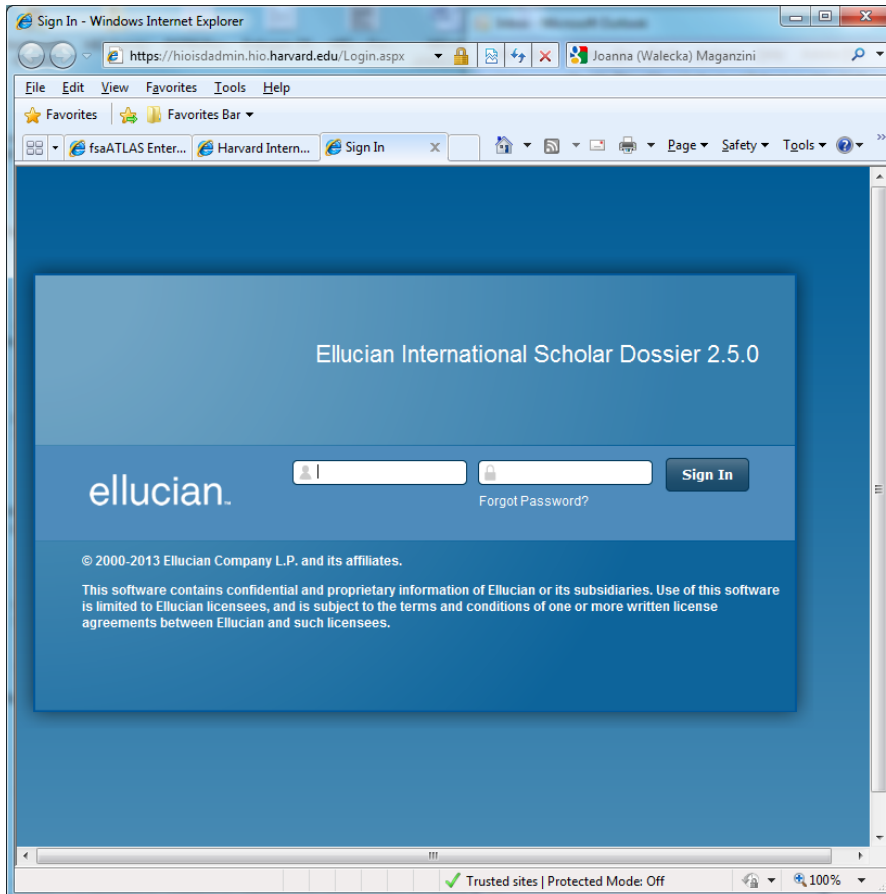 Sign In - Windows Internet Explorer
https://hioisdadmin.hio.harvard.edu/Login.aspx
Joanna (Walecka) Maganzini
File Edit View Favorites Tools Help
Favorites Favorites Bar
fsaATLAS Enter... Harvard Intern... Sign In x Page Safety Tools »
Ellucian International Scholar Dossier 2.5.0
ellucian™
Sign In
Forgot Password?
© 2000-2013 Ellucian Company L.P. and its affiliates.
This software contains confidential and proprietary information of Ellucian or its subsidiaries. Use of this software
is limited to Ellucian licensees, and is subject to the terms and conditions of one or more written license
agreements between Ellucian and such licensees.
Trusted sites | Protected Mode: Off 100%